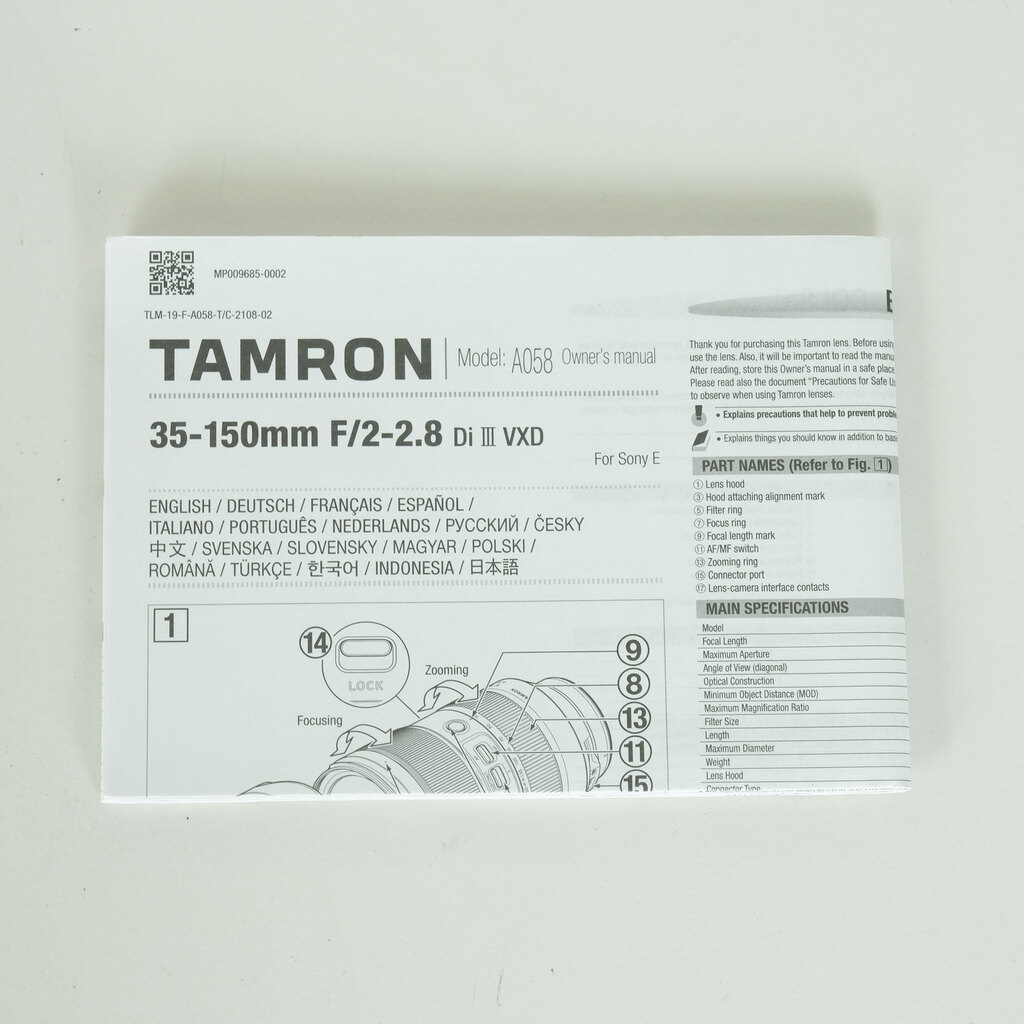 MP009685-0002
TLM-19-F-A058-T/C-2108-02
TAMRON Model: A058 Owner's manual
35-150mm F/2-2.8 Di III VXD
For Sony E
ENGLISH / DEUTSCH / FRANÇAIS / ESPAÑOL /
ITALIANO / PORTUGUÊS / NEDERLANDS / РУССКИЙ / ČESKY
中文 / SVENSKA / SLOVENSKY / MAGYAR / POLSKI /
ROMÂNĂ / TÜRKÇE / 한국어 / INDONESIA / 日本語
1
14
LOCK
Zooming
Focusing
9
8
13
11
15
E
Thank you for purchasing this Tamron lens. Before using
use the lens. Also, it will be important to read the
After reading, store this Owner's manual in a safe place
Please read also the document "Precautions for Safe
to observe when using Tamron lenses.
• Explains precautions that help to prevent
• Explains things you should know in addition to
PART NAMES (Refer to Fig. 1)
① Lens hood
③ Hood attaching alignment mark
⑤ Filter ring
⑦ Focus ring
⑨ Focal length mark
⑪ AF/MF switch
⑬ Zooming ring
⑮ Connector port
⑰ Lens-camera interface contacts
MAIN SPECIFICATIONS
Model
Focal Length
Maximum Aperture
Angle of View (diagonal)
Optical Construction
Minimum Object Distance (MOD)
Maximum Magnification Ratio
Filter Size
Length
Maximum Diameter
Weight
Lens Hood
Connector Type